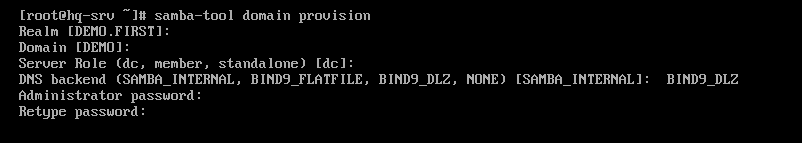 [root@hq-srv ~]# samba-tool domain provision
Realm [DEMO.FIRST]:
Domain [DEMO]:
Server Role (dc, member, standalone) [dc]:
DNS backend (SAMBA_INTERNAL, BIND9_FLATFILE, BIND9_DLZ, NONE) [SAMBA_INTERNAL]:  BIND9_DLZ
Administrator password:
Retype password: